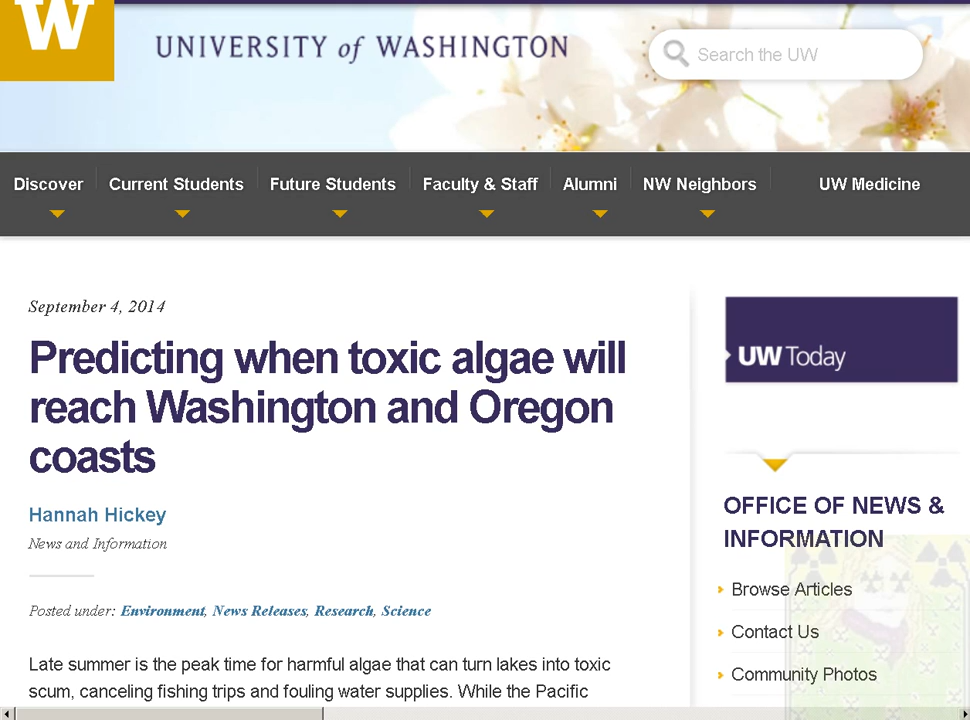 W
UNIVERSITY of WASHINGTON
Search the UW
Discover
Current Students
Future Students
Faculty & Staff
Alumni
NW Neighbors
UW Medicine
September 4, 2014
Predicting when toxic algae will
reach Washington and Oregon
coasts
Hannah Hickey
News and Information
Posted under: Environment, News Releases, Research, Science
Late summer is the peak time for harmful algae that can turn lakes into toxic
scum, canceling fishing trips and fouling water supplies. While the Pacific
UW Today
OFFICE OF NEWS &
INFORMATION
Browse Articles
Contact Us
Community Photos